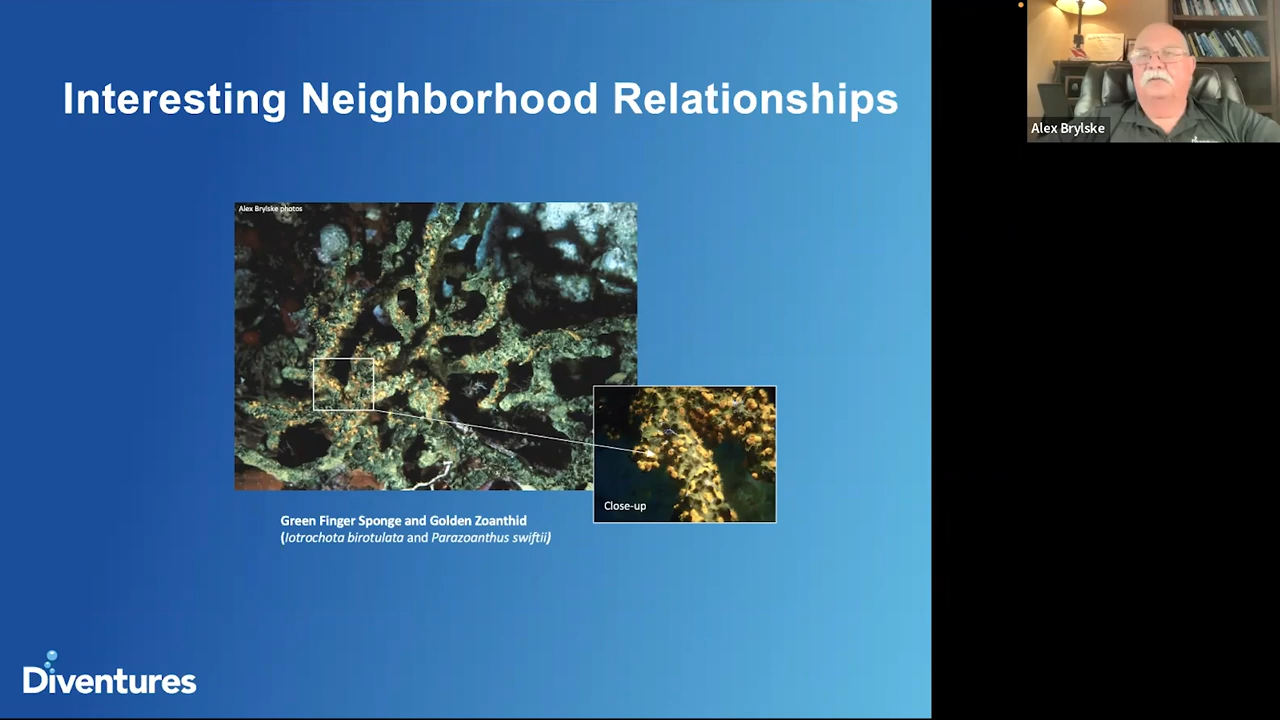 Interesting Neighborhood Relationships
Alex Brylske
Alex Brylske photos
Close-up
Green Finger Sponge and Golden Zoanthid
(Iotrochota birotulata and Parazoanthus swiftii)
Diventures